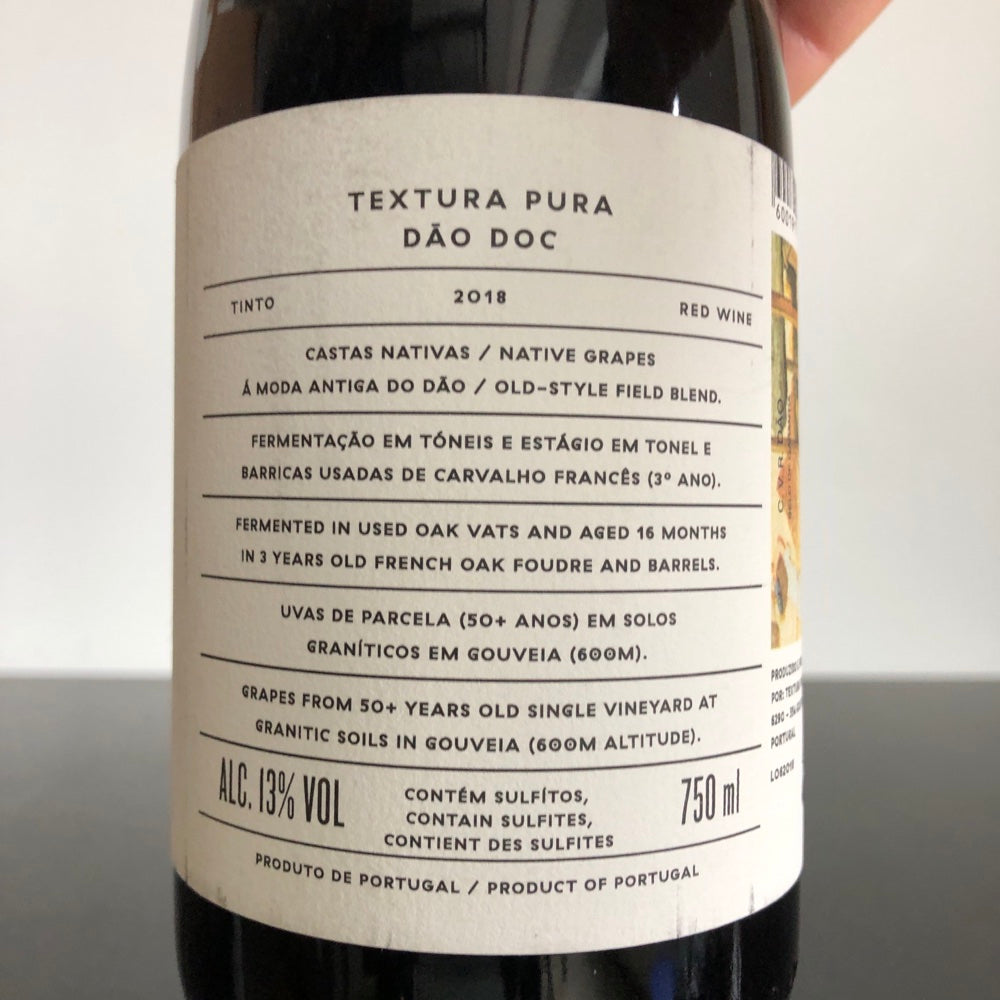 TEXTURA PURA
DÃO DOC
TINTO 2018 RED WINE
CASTAS NATIVAS / NATIVE GRAPES
Á MODA ANTIGA DO DÃO / OLD-STYLE FIELD BLEND.
FERMENTAÇÃO EM TÓNEIS E ESTÁGIO EM TONEL E
BARRICAS USADAS DE CARVALHO FRANCÊS (3º ANO).
FERMENTED IN USED OAK VATS AND AGED 16 MONTHS
IN 3 YEARS OLD FRENCH OAK FOUDRE AND BARRELS.
UVAS DE PARCELA (50+ ANOS) EM SOLOS
GRANÍTICOS EM GOUVEIA (600M).
GRAPES FROM 50+ YEARS OLD SINGLE VINEYARD AT
GRANITIC SOILS IN GOUVEIA (600M ALTITUDE).
ALC. 13% VOL
CONTÉM SULFÍTOS,
CONTAIN SULFITES,
CONTIENT DES SULFITES
750 ml
PRODUTO DE PORTUGAL / PRODUCT OF PORTUGAL
C.V.R. DÃO
POR:
PORTUGAL